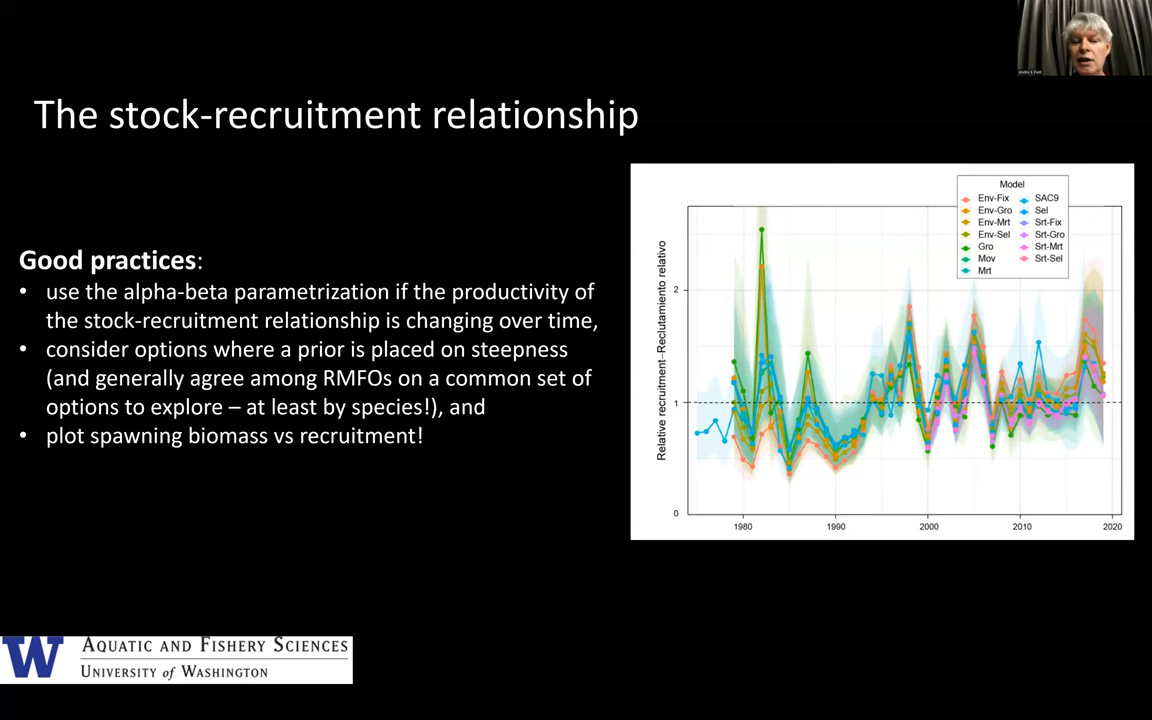 The stock-recruitment relationship
Good practices:
• use the alpha-beta parametrization if the productivity of
the stock-recruitment relationship is changing over time,
• consider options where a prior is placed on steepness
(and generally agree among RMFOs on a common set of
options to explore – at least by species!), and
• plot spawning biomass vs recruitment!
Model
Env-Fix
Env-Gro
Env-Mrt
Env-Sel
Gro
Mov
Mrt
SAC9
Sel
Srt-Fix
Srt-Gro
Srt-Mrt
Srt-Sel
Relative recruitment–Reclutamiento relativo
2
1
0
1980 1990 2000 2010 2020
W
AQUATIC AND FISHERY SCIENCES
UNIVERSITY of WASHINGTON